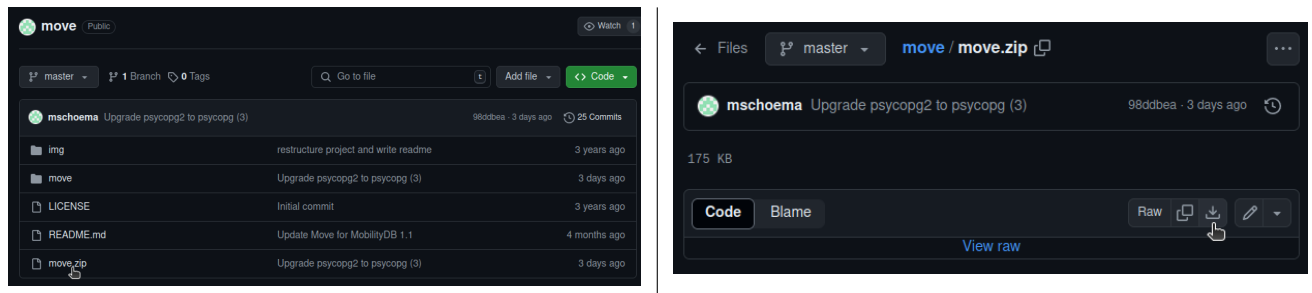 move Public Watch 1
master 1 Branch 0 Tags Go to file t Add file Code
mschoema Upgrade psycopg2 to psycopg (3) 98ddbea · 3 days ago 25 Commits
img restructure project and write readme 3 years ago
move Upgrade psycopg2 to psycopg (3) 3 days ago
LICENSE Initial commit 3 years ago
README.md Update Move for MobilityDB 1.1 4 months ago
move.zip Upgrade psycopg2 to psycopg (3) 3 days ago
Files master move / move.zip
mschoema Upgrade psycopg2 to psycopg (3) 98ddbea · 3 days ago
175 KB
Code Blame Raw
View raw